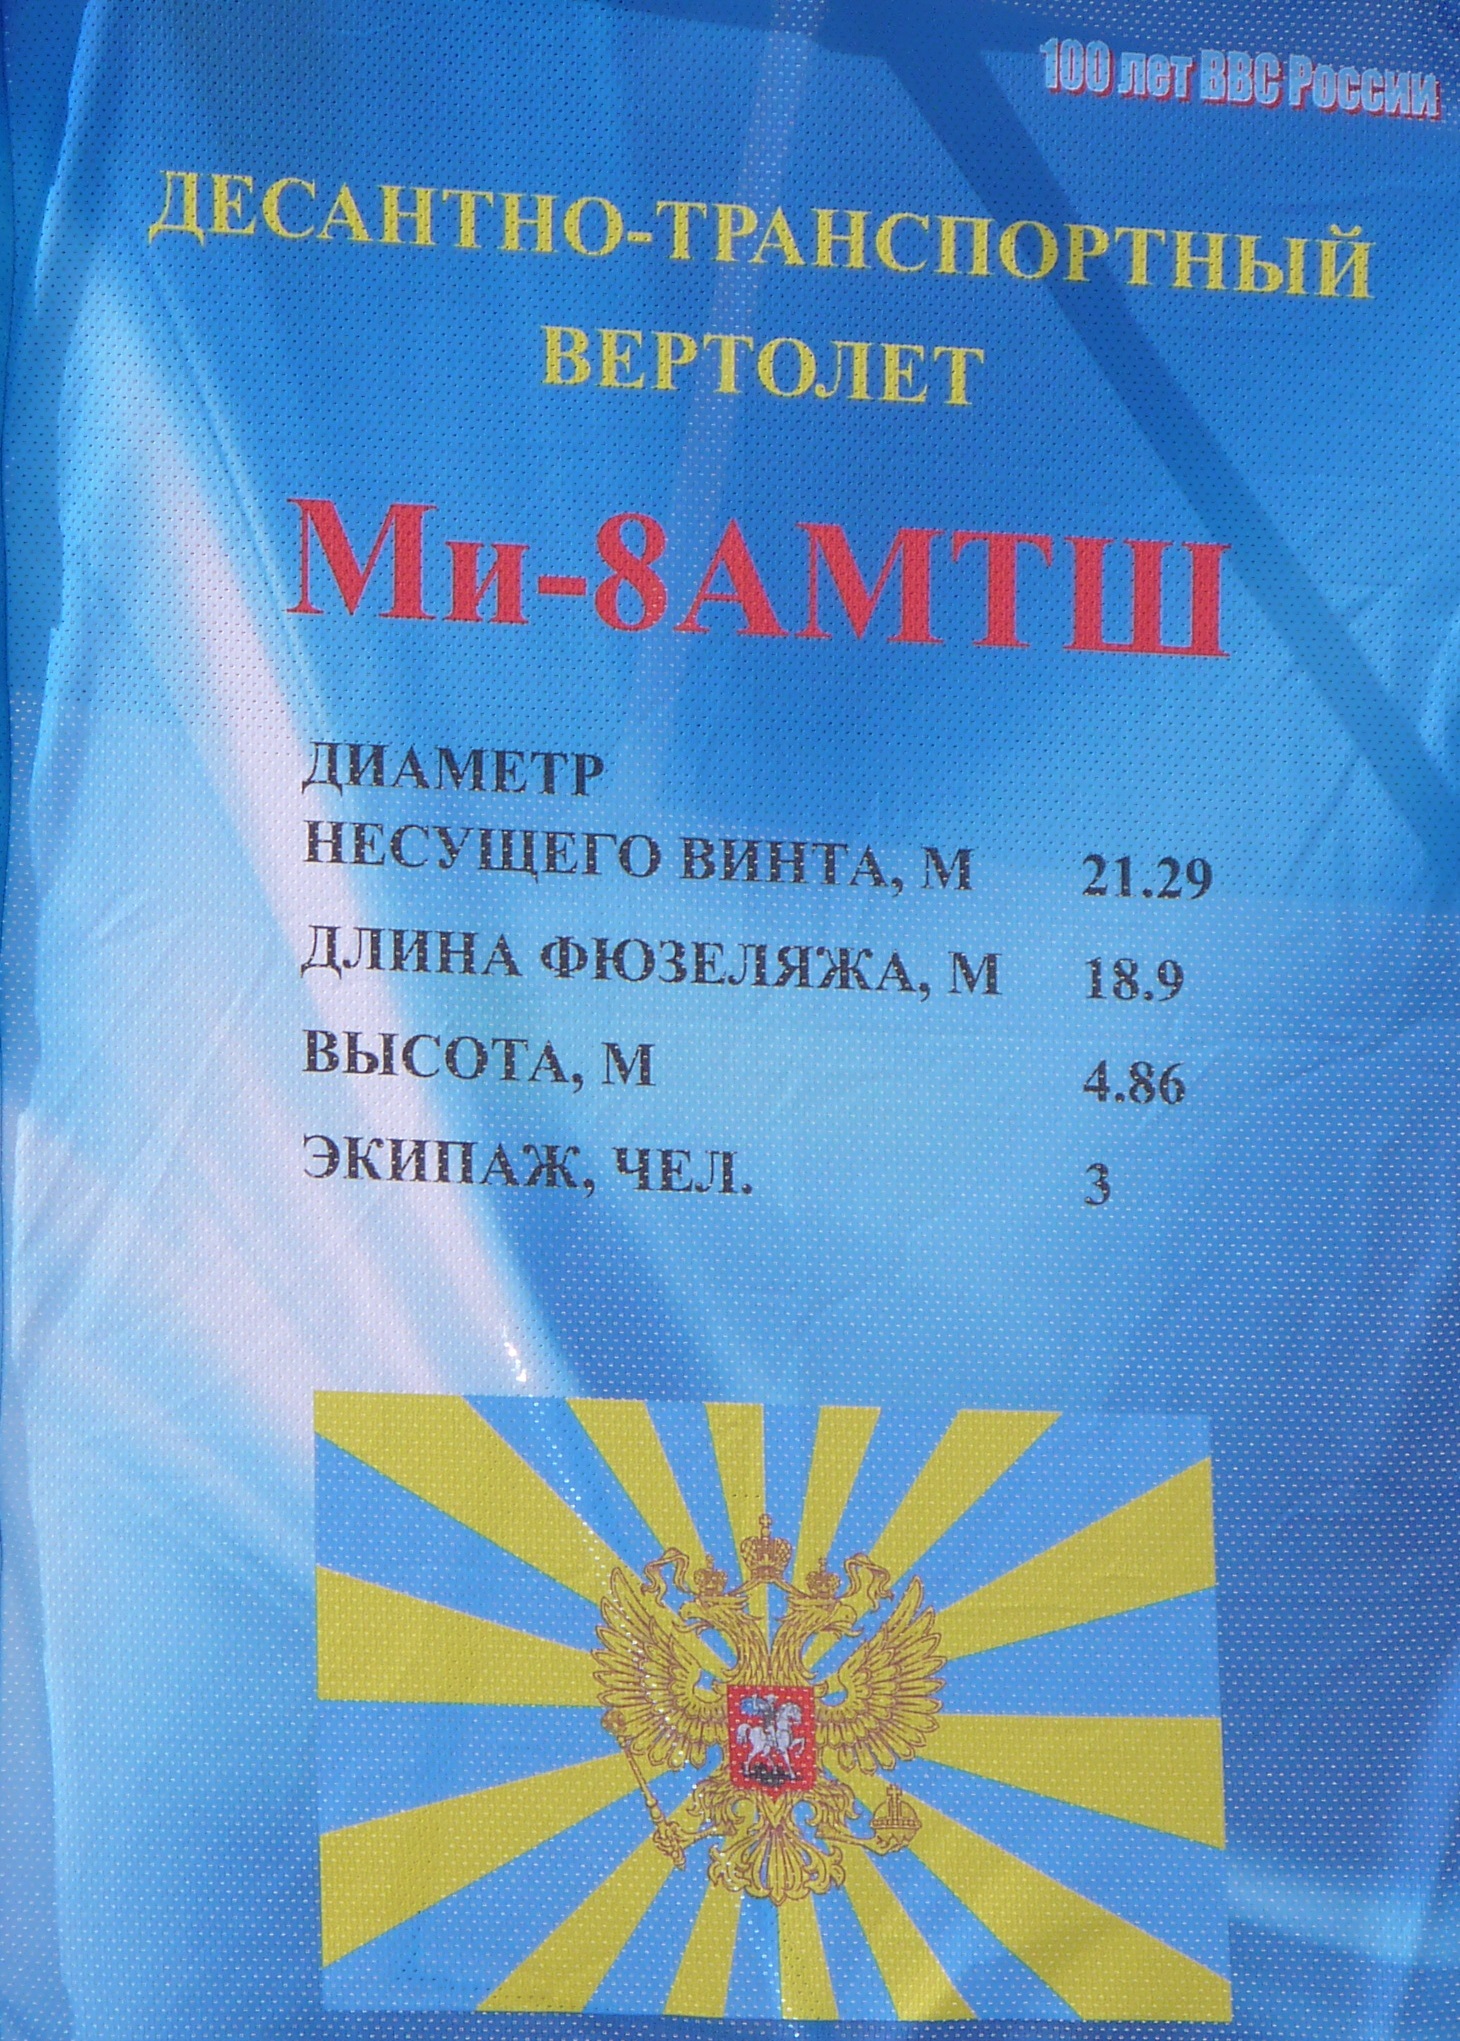 100 лет ВВС России
ДЕСАНТНО-ТРАНСПОРТНЫЙ
ВЕРТОЛЕТ
Ми-8АМТШ
ДИАМЕТР
НЕСУЩЕГО ВИНТА, М 21.29
ДЛИНА ФЮЗЕЛЯЖА, М 18.9
ВЫСОТА, М 4.86
ЭКИПАЖ, ЧЕЛ. 3